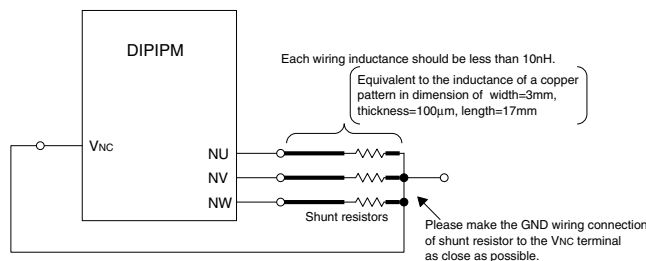 DIPIPM
Each wiring inductance should be less than 10nH.
Equivalent to the inductance of a copper
pattern in dimension of width=3mm,
thickness=100μm, length=17mm
VNC
NU
NV
NW
Shunt resistors
Please make the GND wiring connection
of shunt resistor to the VNC terminal
as close as possible.